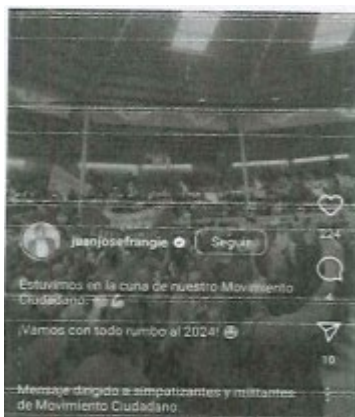 juanjosefrangie Seguir
224
Estuvimos en la cuna de nuestro Movimiento
Ciudadano.
4
¡Vamos con todo rumbo al 2024!
10
Mensaje dirigido a simpatizantes y militantes
de Movimiento Ciudadano.